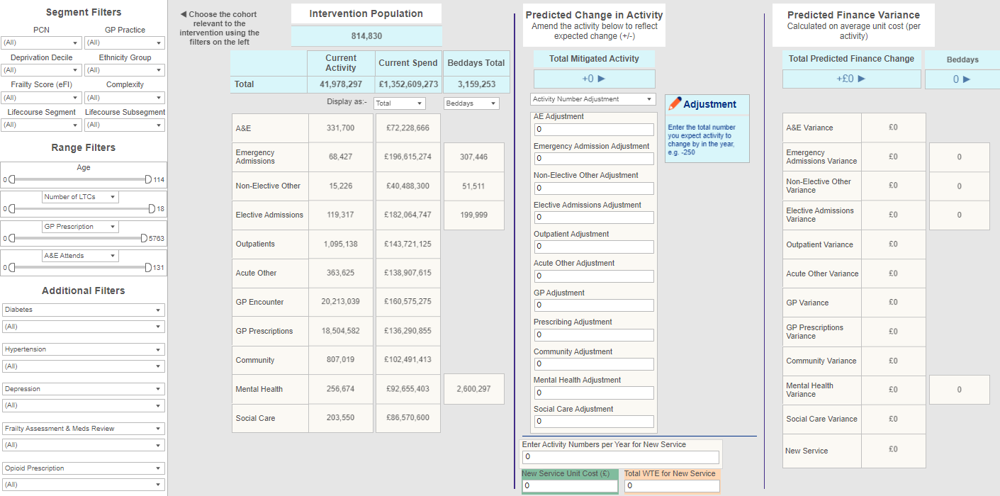 Segment Filters
PCN
GP Practice
(All)
(All)
Deprivation Decile
Ethnicity Group
(All)
(All)
Frailty Score (eFI)
Complexity
(All)
(All)
Lifecourse Segment
Lifecourse Subsegment
(All)
(All)
Range Filters
Age
0
114
Number of LTCs
0
18
GP Prescription
0
5763
A&E Attends
0
131
Additional Filters
Diabetes
(All)
Hypertension
(All)
Depression
(All)
Frailty Assessment & Meds Review
(All)
Opioid Prescription
(All)
◄ Choose the cohort
relevant to the
intervention using the
filters on the left
Intervention Population
814,830
Current
Activity
Current Spend
Beddays Total
Total
41,978,297
£1,352,609,273
3,159,253
Display as:-
Total
Beddays
A&E
331,700
£72,228,666
Emergency
Admissions
68,427
£196,615,274
307,446
Non-Elective Other
15,226
£40,488,300
51,511
Elective Admissions
119,317
£182,064,747
199,999
Outpatients
1,095,138
£143,721,125
Acute Other
363,625
£138,907,615
GP Encounter
20,213,039
£160,575,275
GP Prescriptions
18,504,582
£136,290,855
Community
807,019
£102,491,413
Mental Health
256,674
£92,655,403
2,600,297
Social Care
203,550
£86,570,600
Predicted Change in Activity
Amend the activity below to reflect
expected change (+/-)
Total Mitigated Activity
+0 ►
Activity Number Adjustment
AE Adjustment
0
Emergency Admission Adjustment
0
Non-Elective Other Adjustment
0
Elective Admissions Adjustment
0
Outpatient Adjustment
0
Acute Other Adjustment
0
GP Adjustment
0
Prescribing Adjustment
0
Community Adjustment
0
Mental Health Adjustment
0
Social Care Adjustment
0
Adjustment
Enter the total number
you expect activity to
change by in the year,
e.g. -250
Enter Activity Numbers per Year for New Service
0
New Service Unit Cost (£)
0
Total WTE for New Service
0
Predicted Finance Variance
Calculated on average unit cost (per
activity)
Total Predicted Finance Change
Beddays
+£0 ►
0 ►
A&E Variance
£0
Emergency
Admissions Variance
£0
0
Non-Elective Other
Variance
£0
0
Elective Admissions
Variance
£0
0
Outpatient Variance
£0
Acute Other Variance
£0
GP Variance
£0
GP Prescriptions
Variance
£0
Community Variance
£0
Mental Health
Variance
£0
0
Social Care Variance
£0
New Service
£0